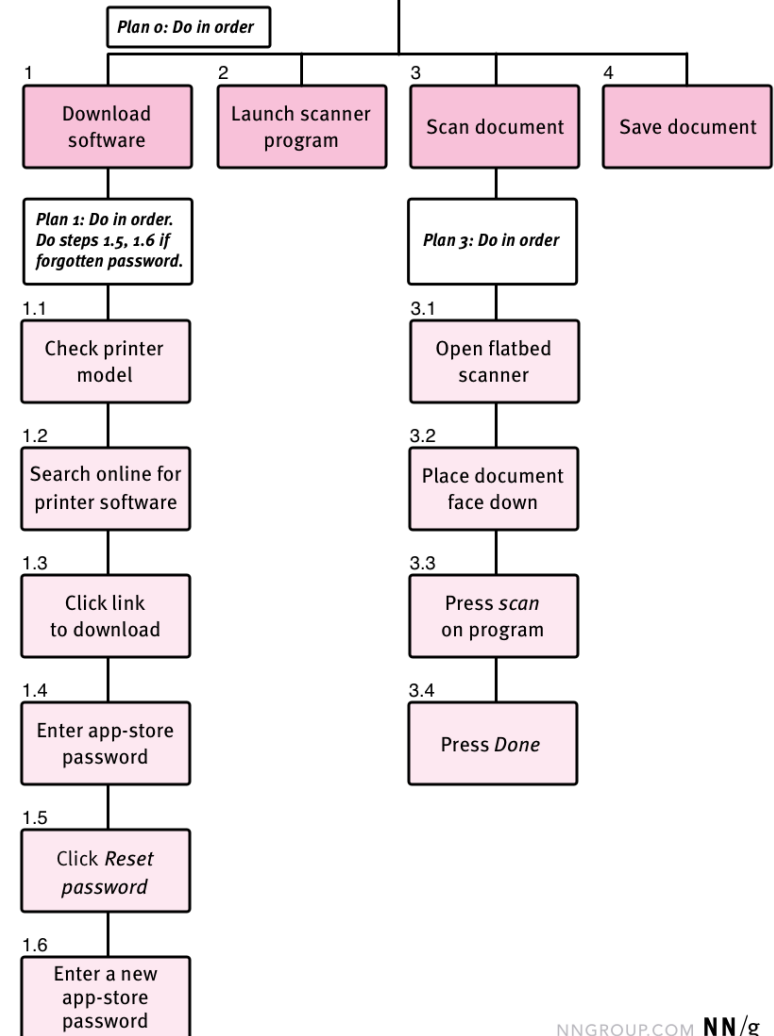 Plan 0: Do in order
1
Download
software
2
Launch scanner
program
3
Scan document
4
Save document
Plan 1: Do in order.
Do steps 1.5, 1.6 if
forgotten password.
1.1
Check printer
model
1.2
Search online for
printer software
1.3
Click link
to download
1.4
Enter app-store
password
1.5
Click Reset
password
1.6
Enter a new
app-store
password
Plan 3: Do in order
3.1
Open flatbed
scanner
3.2
Place document
face down
3.3
Press scan
on program
3.4
Press Done
NNGROUP.COM NN/g